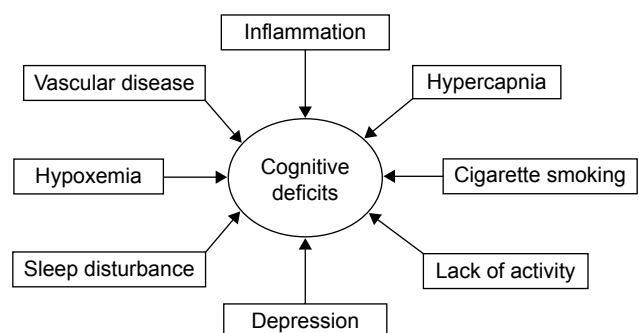 Inflammation
Vascular disease
Hypercapnia
Hypoxemia
Cognitive
deficits
Cigarette smoking
Sleep disturbance
Lack of activity
Depression